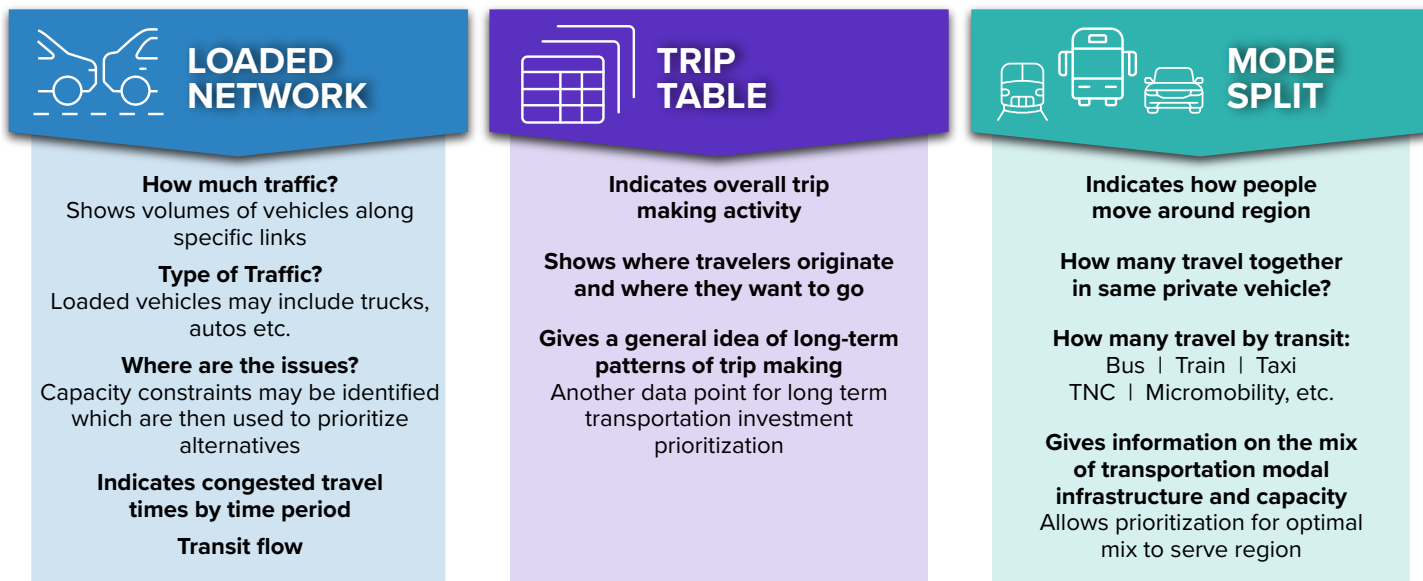 LOADED
NETWORK
How much traffic?
Shows volumes of vehicles along
specific links
Type of Traffic?
Loaded vehicles may include trucks,
autos etc.
Where are the issues?
Capacity constraints may be identified
which are then used to prioritize
alternatives
Indicates congested travel
times by time period
Transit flow
TRIP
TABLE
Indicates overall trip
making activity
Shows where travelers originate
and where they want to go
Gives a general idea of long-term
patterns of trip making
Another data point for long term
transportation investment
prioritization
MODE
SPLIT
Indicates how people
move around region
How many travel together
in same private vehicle?
How many travel by transit:
Bus | Train | Taxi
TNC | Micromobility, etc.
Gives information on the mix
of transportation modal
infrastructure and capacity
Allows prioritization for optimal
mix to serve region